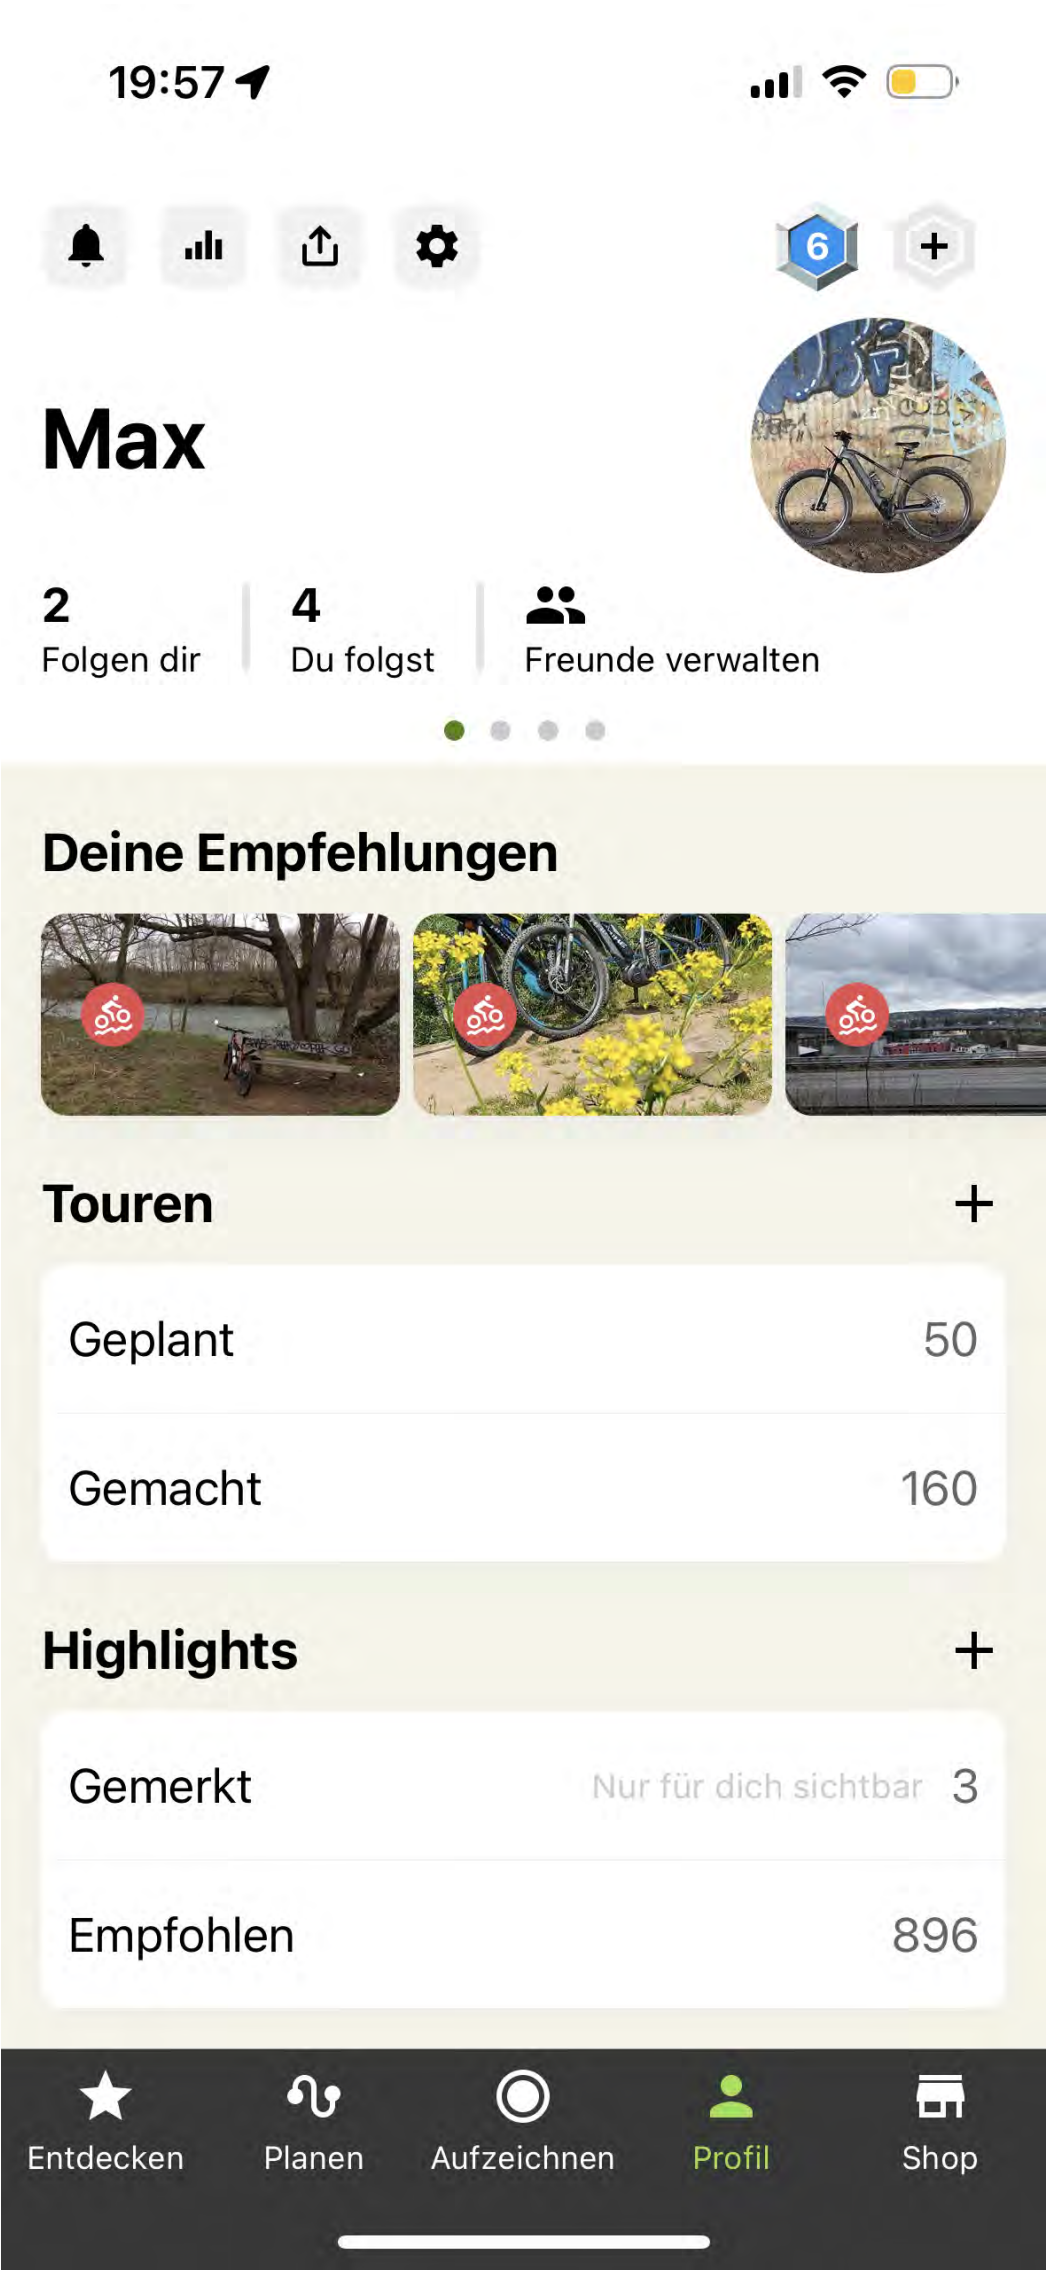 19:57
6
Max
2
Folgen dir
4
Du folgst
Freunde verwalten
Deine Empfehlungen
Touren
Geplant 50
Gemacht 160
Highlights
Gemerkt Nur für dich sichtbar 3
Empfohlen 896
Entdecken Planen Aufzeichnen Profil Shop